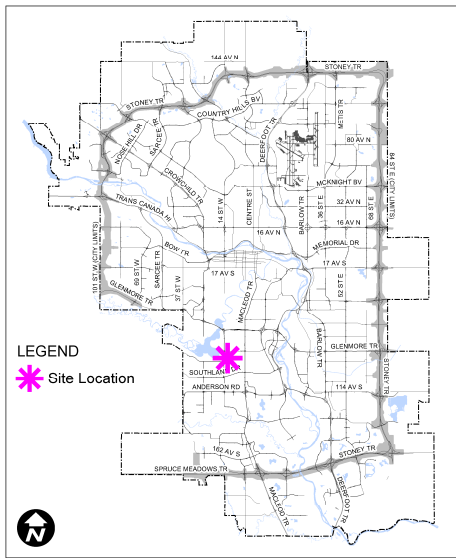 144 AV N
STONEY TR
STONEY TR
COUNTRY HILLS BV
METIS TR
NOSE HILL DR
SARCEE TR
DEERFOOT TR
80 AV N
84 ST E (CITY LIMITS)
CROWCHILD TR
MCKNIGHT BV
TRANS CANADA HI
14 ST W
CENTRE ST
BARLOW TR
36 ST E
32 AV N
68 ST E
16 AV N
16 AV N
101 ST W (CITY LIMITS)
BOW TR
MEMORIAL DR
69 ST W
SARCEE TR
37 ST W
17 AV S
17 AV S
GLENMORE TR
MACLEOD TR
52 ST E
BARLOW TR
GLENMORE TR
STONEY TR
LEGEND
Site Location
SOUTHLAND
ANDERSON RD
114 AV S
162 AV S
STONEY TR
SPRUCE MEADOWS TR
MACLEOD TR
DEERFOOT TR
N